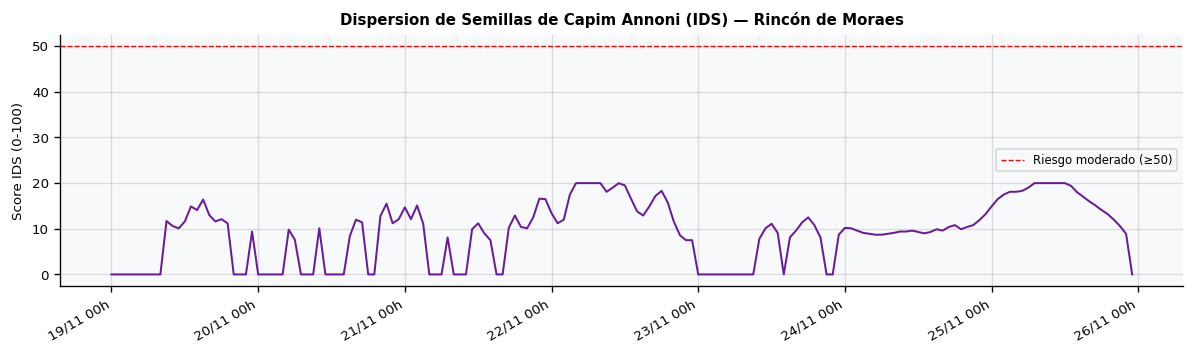 Dispersion de Semillas de Capim Annoni (IDS) — Rincón de Moraes
Score IDS (0-100)
50
40
30
20
10
0
Riesgo moderado (≥50)
19/11 00h
20/11 00h
21/11 00h
22/11 00h
23/11 00h
24/11 00h
25/11 00h
26/11 00h